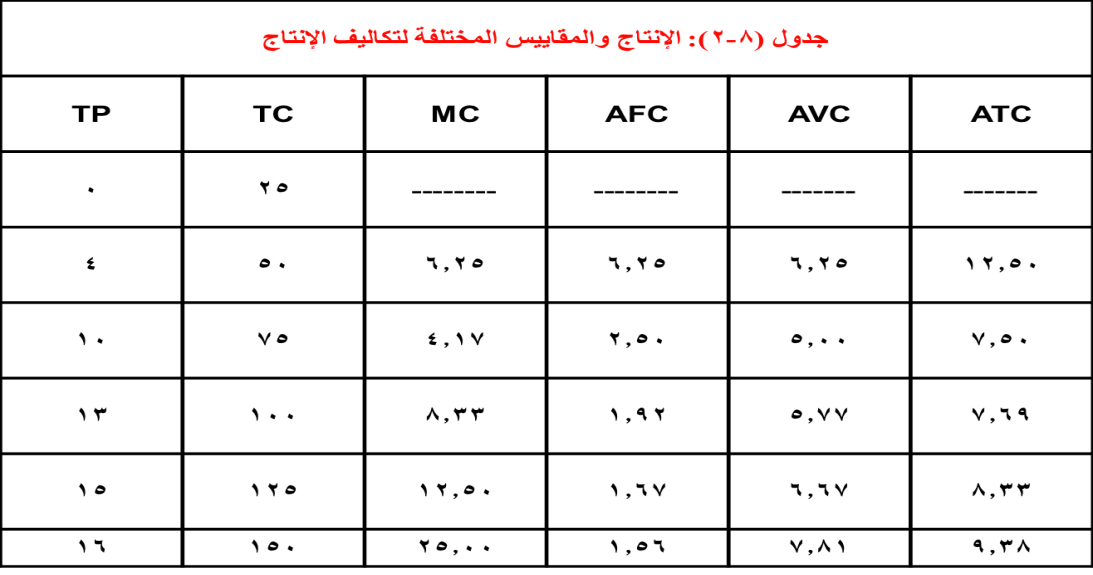 جدول (٨-٢): الإنتاج والمقاييس المختلفة لتكاليف الإنتاج
TP TC MC AFC AVC ATC
٠ ٢٥ -------- -------- ------- -------
٤ ٥٠ ٦,٢٥ ٦,٢٥ ٦,٢٥ ١٢,٥٠
١٠ ٧٥ ٤,١٧ ٢,٥٠ ٥,٠٠ ٧,٥٠
١٣ ١٠٠ ٨,٣٣ ١,٩٢ ٥,٧٧ ٧,٦٩
١٥ ١٢٥ ١٢,٥٠ ١,٦٧ ٦,٦٧ ٨,٣٣
١٦ ١٥٠ ٢٥,٠٠ ١,٥٦ ٧,٨١ ٩,٣٨